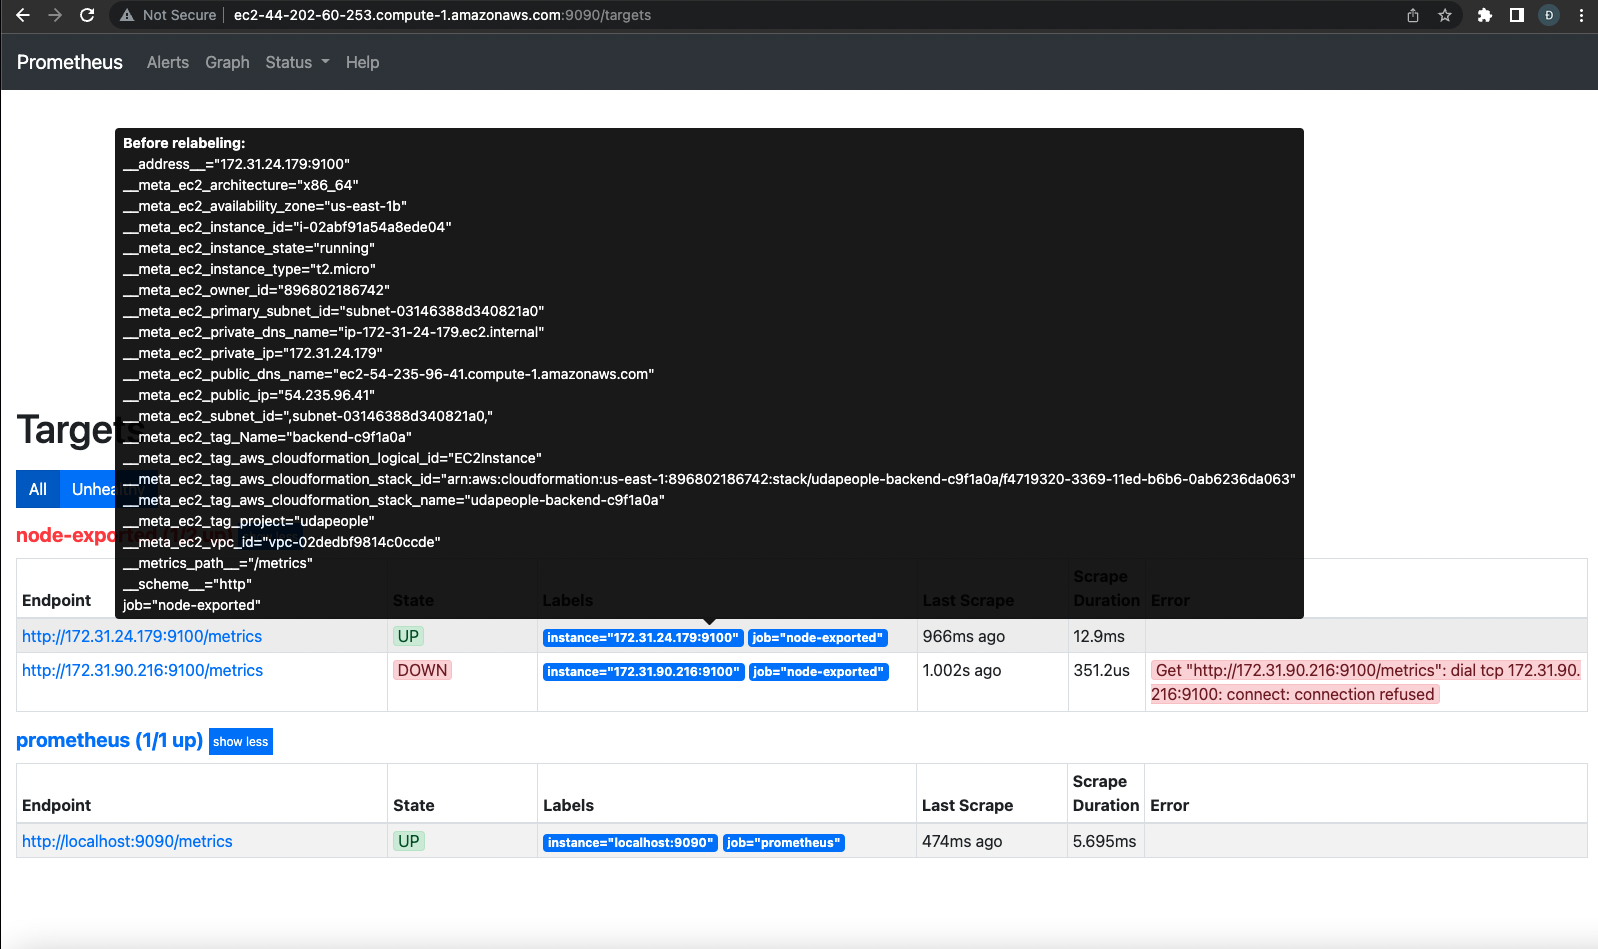 Not Secure ec2-44-202-60-253.compute-1.amazonaws.com:9090/targets Đ
Prometheus Alerts Graph Status Help
Before relabeling:
__address__="172.31.24.179:9100"
__meta_ec2_architecture="x86_64"
__meta_ec2_availability_zone="us-east-1b"
__meta_ec2_instance_id="i-02abf91a54a8ede04"
__meta_ec2_instance_state="running"
__meta_ec2_instance_type="t2.micro"
__meta_ec2_owner_id="896802186742"
__meta_ec2_primary_subnet_id="subnet-03146388d340821a0"
__meta_ec2_private_dns_name="ip-172-31-24-179.ec2.internal"
__meta_ec2_private_ip="172.31.24.179"
__meta_ec2_public_dns_name="ec2-54-235-96-41.compute-1.amazonaws.com"
__meta_ec2_public_ip="54.235.96.41"
__meta_ec2_subnet_id=",subnet-03146388d340821a0,"
__meta_ec2_tag_Name="backend-c9f1a0a"
__meta_ec2_tag_aws_cloudformation_logical_id="EC2Instance"
__meta_ec2_tag_aws_cloudformation_stack_id="arn:aws:cloudformation:us-east-1:896802186742:stack/udapeople-backend-c9f1a0a/f4719320-3369-11ed-b6b6-0ab6236da063"
__meta_ec2_tag_aws_cloudformation_stack_name="udapeople-backend-c9f1a0a"
__meta_ec2_tag_project="udapeople"
__meta_ec2_vpc_id="vpc-02dedbf9814c0ccde"
__metrics_path__="/metrics"
__scheme__="http"
job="node-exported"
Targets
All Unhealthy
node-exported (1/2 up)
Endpoint State Labels Last Scrape Scrape Duration Error
http://172.31.24.179:9100/metrics UP instance="172.31.24.179:9100" job="node-exported" 966ms ago 12.9ms
http://172.31.90.216:9100/metrics DOWN instance="172.31.90.216:9100" job="node-exported" 1.002s ago 351.2us Get "http://172.31.90.216:9100/metrics": dial tcp 172.31.90.
216:9100: connect: connection refused
prometheus (1/1 up) show less
Endpoint State Labels Last Scrape Scrape Duration Error
http://localhost:9090/metrics UP instance="localhost:9090" job="prometheus" 474ms ago 5.695ms